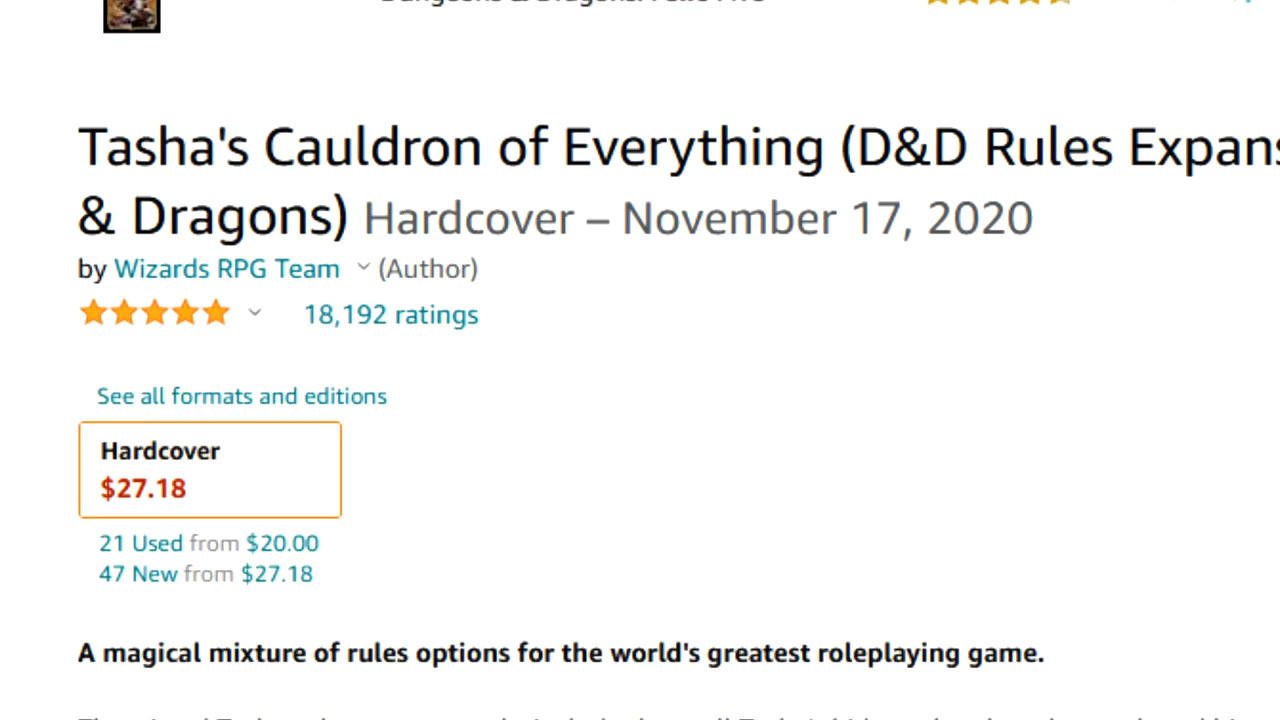 Tasha's Cauldron of Everything (D&D Rules Expans
& Dragons) Hardcover – November 17, 2020
by Wizards RPG Team (Author)
18,192 ratings
See all formats and editions
Hardcover
$27.18
21 Used from $20.00
47 New from $27.18
A magical mixture of rules options for the world's greatest roleplaying game.